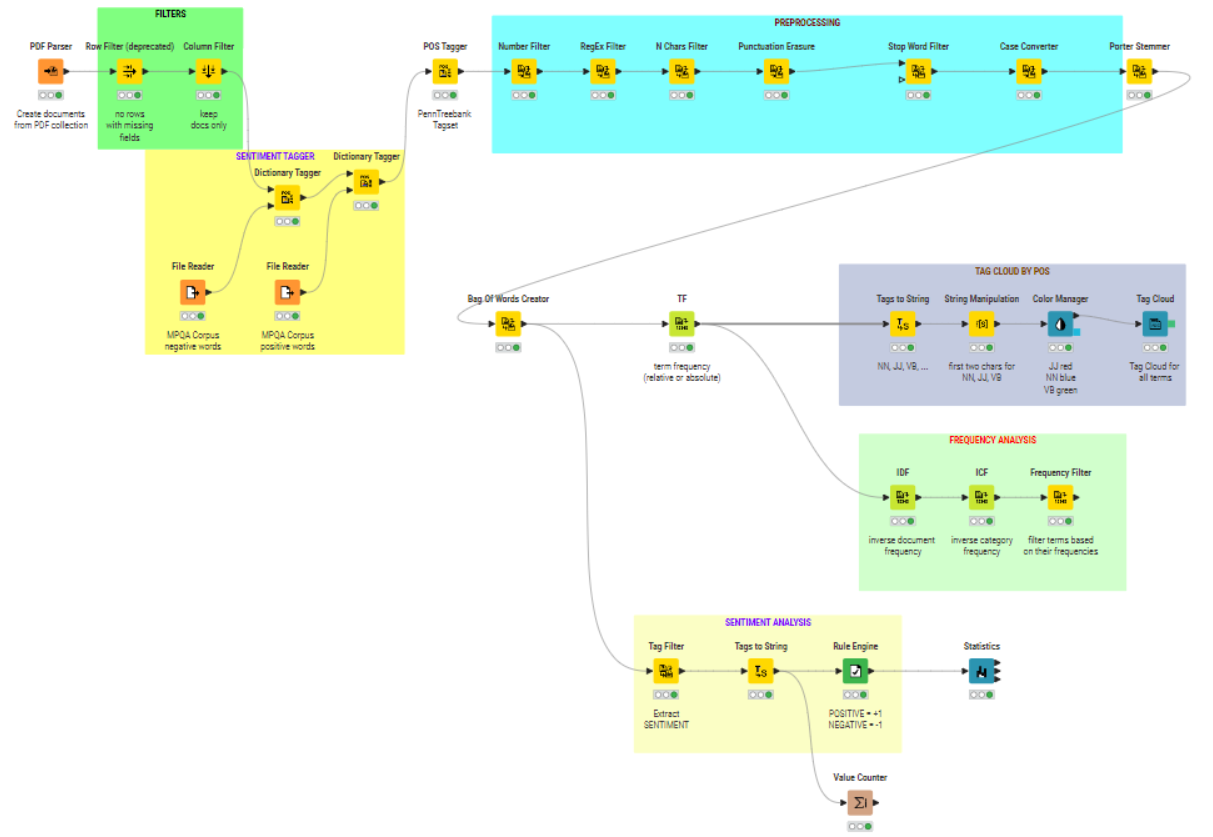 FILTERS
PREPROCESSING
PDF Parser
Row Filter (deprecated)
Column Filter
POS Tagger
Number Filter
RegEx Filter
N Chars Filter
Punctuation Erasure
Stop Word Filter
Case Converter
Porter Stemmer
Create documents
from PDF collection
no rows
with missing
fields
keep
docs only
PennTreebank
Tagset
SENTIMENT TAGGER
Dictionary Tagger
Dictionary Tagger
File Reader
File Reader
MPQA Corpus
negative words
MPQA Corpus
positive words
TAG CLOUD BY POS
Bag Of Words Creator
TF
Tags to String
String Manipulation
Color Manager
Tag Cloud
term frequency
(relative or absolute)
NN, JJ, VB, ...
first two chars for
NN, JJ, VB
JJ red
NN blue
VB green
Tag Cloud for
all terms
FREQUENCY ANALYSIS
IDF
ICF
Frequency Filter
inverse document
frequency
inverse category
frequency
filter terms based
on their frequencies
SENTIMENT ANALYSIS
Tag Filter
Tags to String
Rule Engine
Statistics
Extract
SENTIMENT
POSITIVE = +1
NEGATIVE = -1
Value Counter